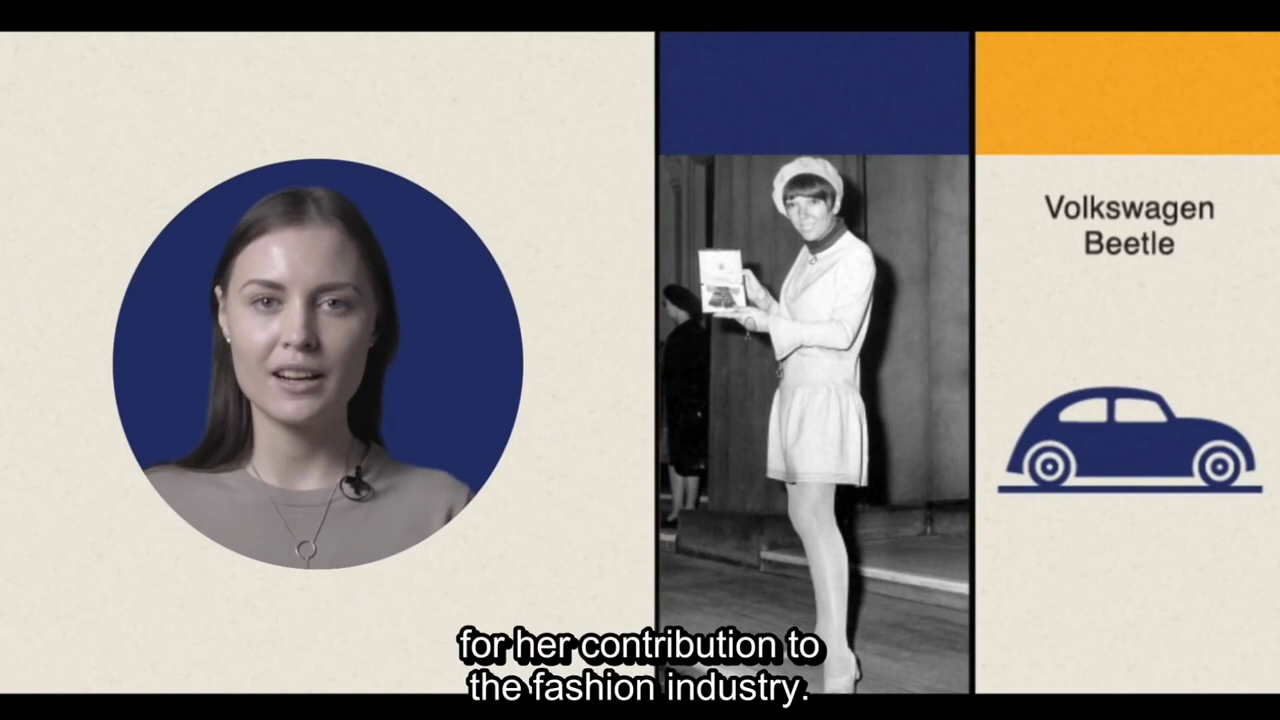 Volkswagen
Beetle
for her contribution to
the fashion industry.